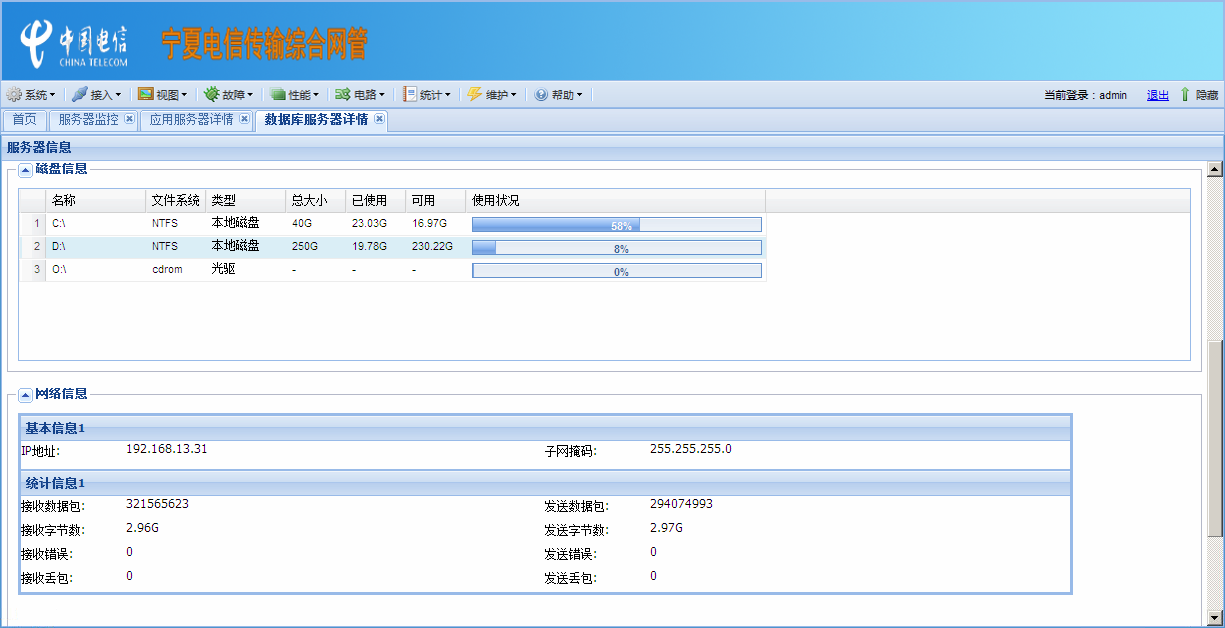 中国电信 CHINA TELECOM 宁夏电信传输综合网管
系统 接入 视图 故障 性能 电路 统计 维护 帮助 当前登录：admin 退出 隐藏
首页 服务器监控 应用服务器详情 数据库服务器详情
服务器信息
磁盘信息
名称 文件系统 类型 总大小 已使用 可用 使用状况
1 C:\ NTFS 本地磁盘 40G 23.03G 16.97G 58%
2 D:\ NTFS 本地磁盘 250G 19.78G 230.22G 8%
3 O:\ cdrom 光驱 - - - 0%
网络信息
基本信息1
IP地址: 192.168.13.31 子网掩码: 255.255.255.0
统计信息1
接收数据包: 321565623 发送数据包: 294074993
接收字节数: 2.96G 发送字节数: 2.97G
接收错误: 0 发送错误: 0
接收丢包: 0 发送丢包: 0